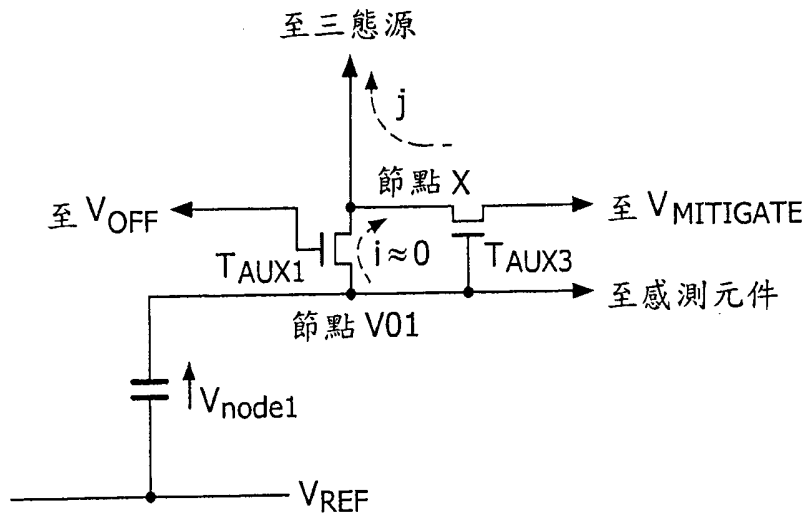 至三態源
j
節點 X
至 VOFF
至 VMITIGATE
TAUX1
i≈0
TAUX3
至感測元件
節點 V01
Vnode1
VREF